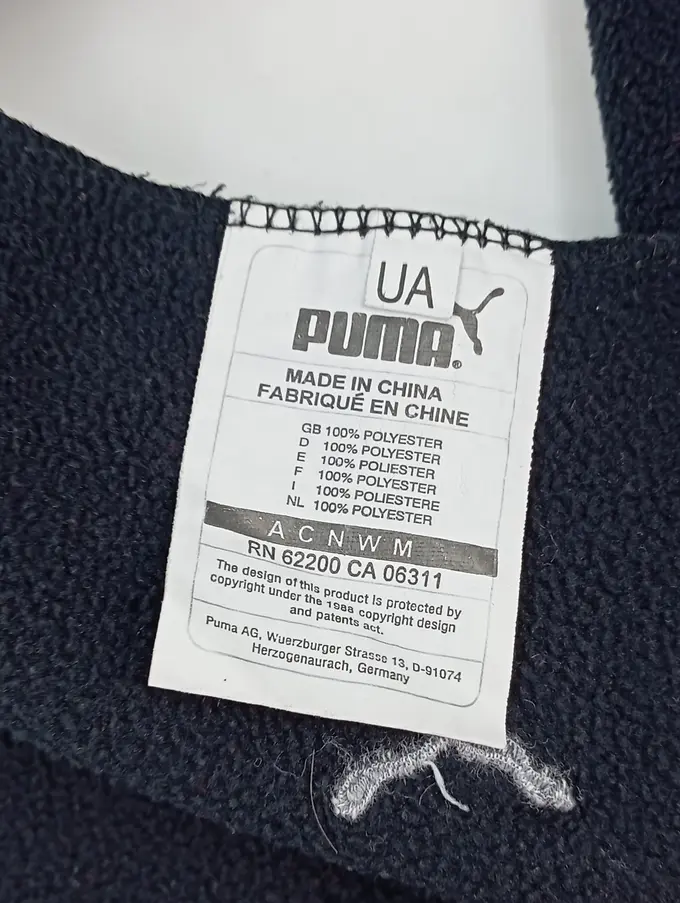 UA
PUMA®
MADE IN CHINA
FABRIQUÉ EN CHINE
GB 100% POLYESTER
D 100% POLYESTER
E 100% POLIESTER
F 100% POLYESTER
I 100% POLIESTERE
NL 100% POLYESTER
A C N W M
RN 62200 CA 06311
The design of this product is protected by
copyright under the 1988 copyright design
and patents act.
Puma AG, Wuerzburger Strasse 13, D-91074
Herzogenaurach, Germany